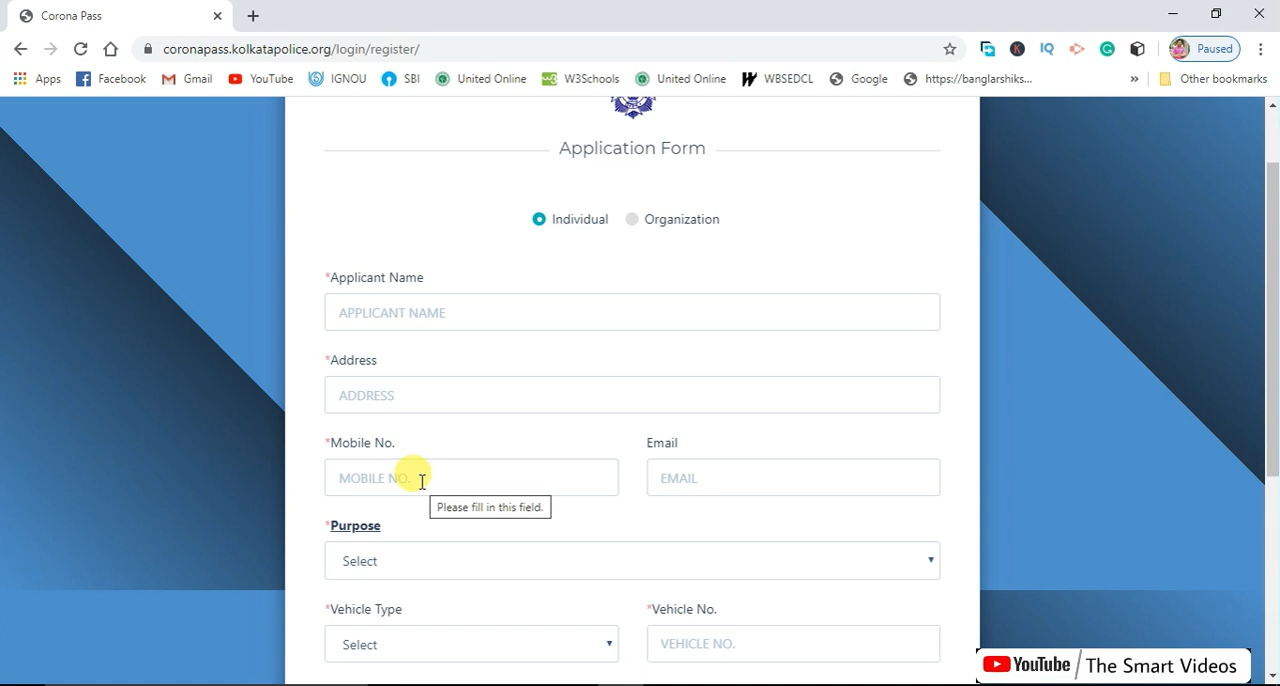 Corona Pass
coronapass.kolkatapolice.org/login/register/
Paused
Apps Facebook Gmail YouTube IGNOU SBI United Online W3Schools United Online WBSEDCL Google https://banglarshiks... » Other bookmarks
Application Form
Individual Organization
*Applicant Name
APPLICANT NAME
*Address
ADDRESS
*Mobile No. Email
MOBILE NO. EMAIL
Please fill in this field.
*Purpose
Select
*Vehicle Type *Vehicle No.
Select VEHICLE NO.
YouTube The Smart Videos